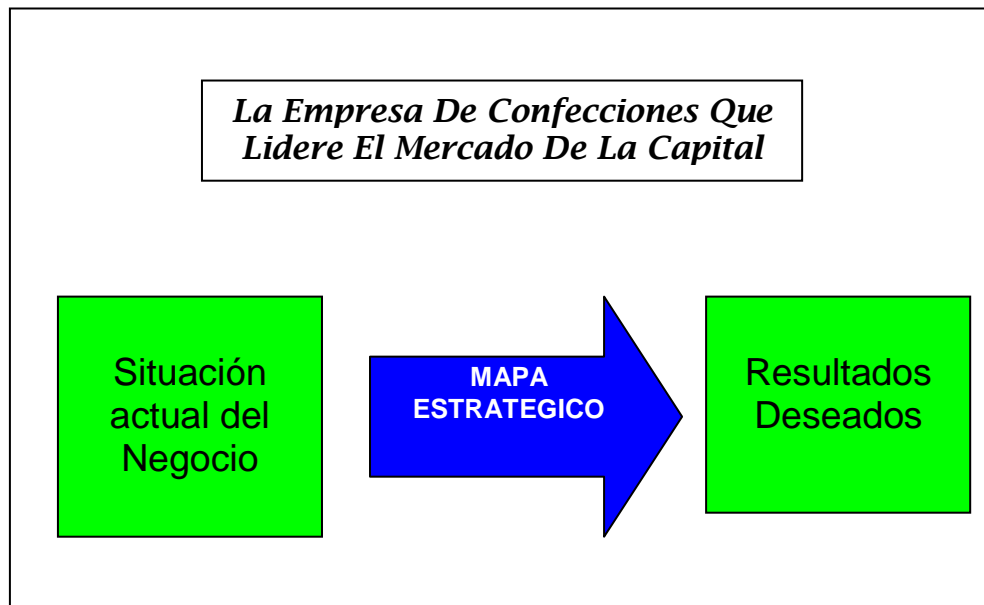 La Empresa De Confecciones Que
Lidere El Mercado De La Capital
Situación
actual del
Negocio
MAPA
ESTRATEGICO
Resultados
Deseados